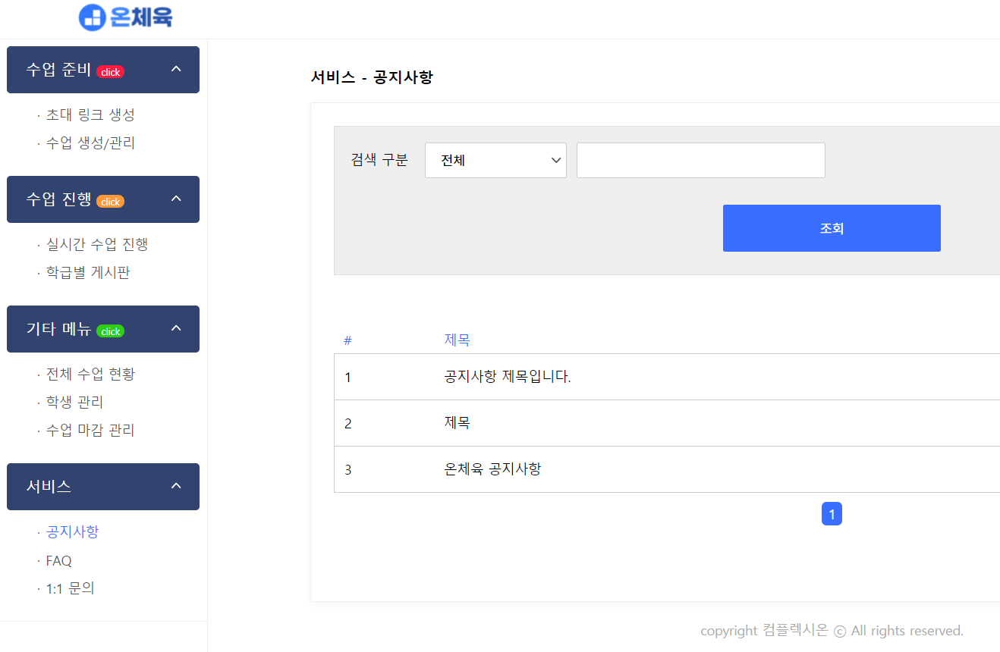 온체육
수업 준비 click
· 초대 링크 생성
· 수업 생성/관리
수업 진행 click
· 실시간 수업 진행
· 학급별 게시판
기타 메뉴 click
· 전체 수업 현황
· 학생 관리
· 수업 마감 관리
서비스
· 공지사항
· FAQ
· 1:1 문의
서비스 - 공지사항
검색 구분 전체
조회
# 제목
1 공지사항 제목입니다.
2 제목
3 온체육 공지사항
1
copyright 컴플렉시온 ⓒ All rights reserved.